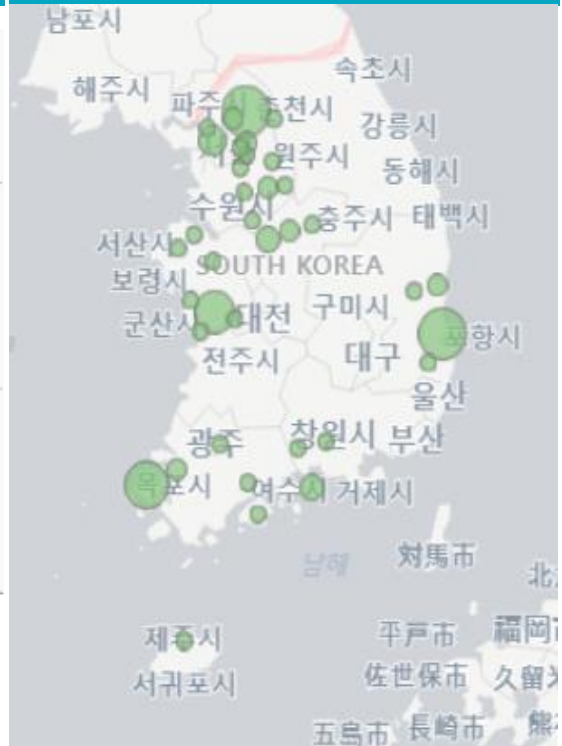 남포시
속초시
해주시
파주시
춘천시
강릉시
원주시
동해시
수원시
충주시
태백시
서산시
SOUTH KOREA
보령시
구미시
군산시
대전
포항시
전주시
대구
울산
광주
창원시
부산
목포시
여수시
거제시
남해
対馬市
제주시
平戸市
福岡
서귀포시
佐世保市
久留
五島市
長崎市